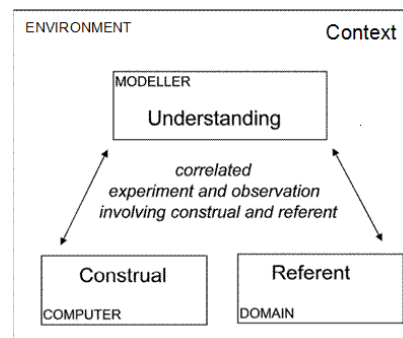 ENVIRONMENT Context
MODELLER
Understanding
correlated
experiment and observation
involving construal and referent
Construal
COMPUTER
Referent
DOMAIN